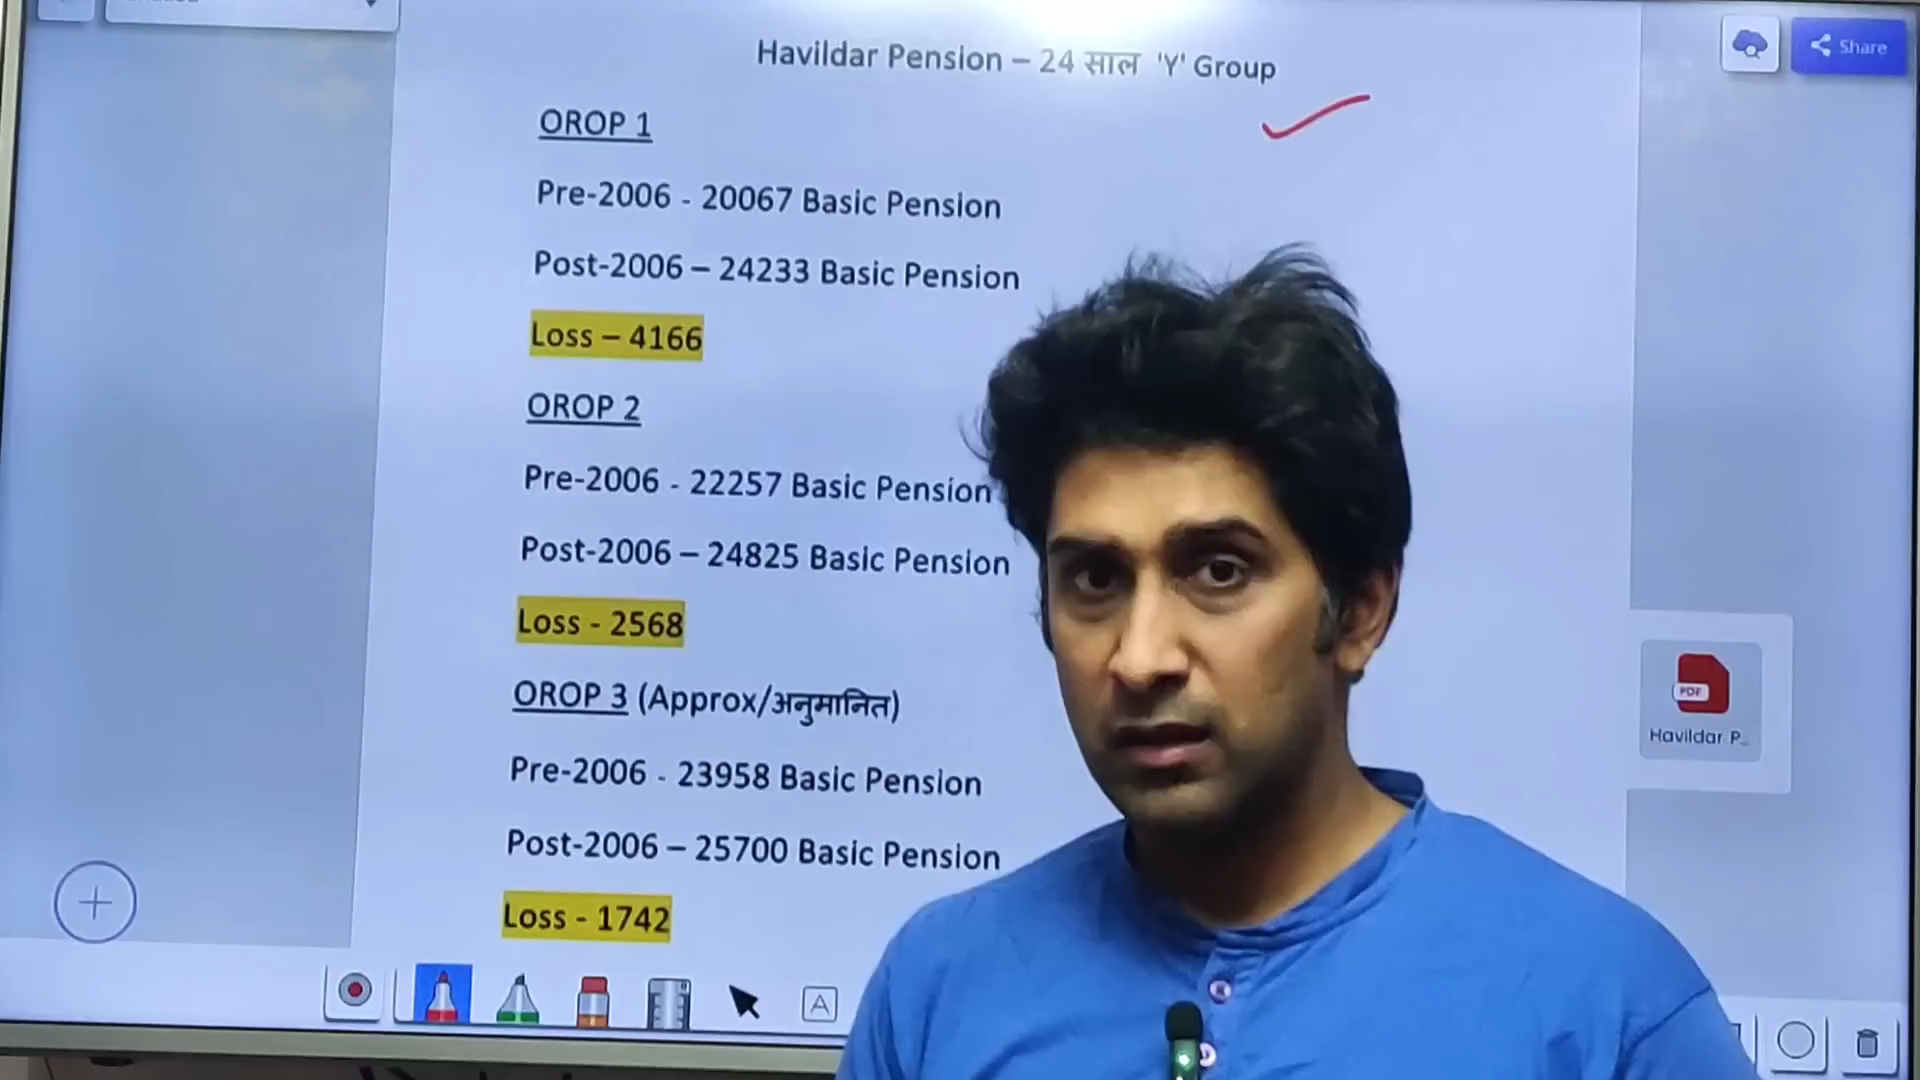 Share
Havildar Pension – 24 साल 'Y' Group
OROP 1
Pre-2006 - 20067 Basic Pension
Post-2006 – 24233 Basic Pension
Loss – 4166
OROP 2
Pre-2006 - 22257 Basic Pension
Post-2006 – 24825 Basic Pension
Loss - 2568
OROP 3 (Approx/अनुमानित)
Pre-2006 - 23958 Basic Pension
Post-2006 – 25700 Basic Pension
Loss - 1742
PDF
Havildar P...
A